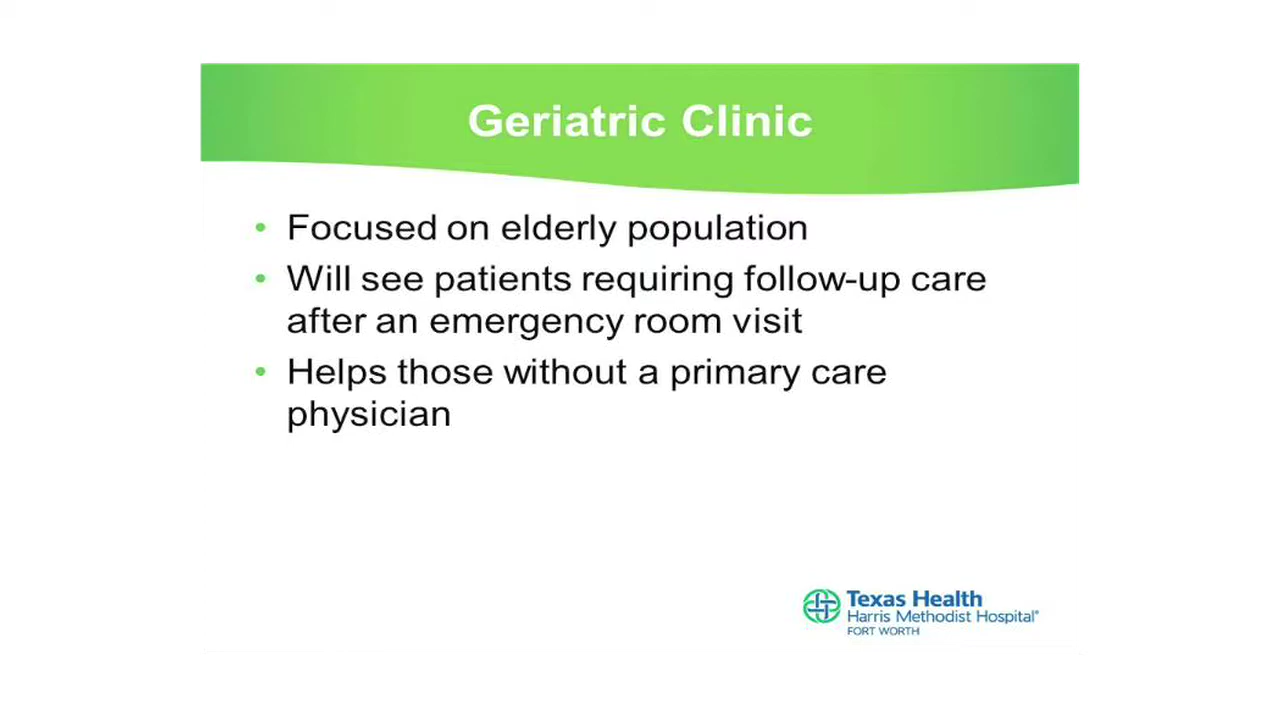 Geriatric Clinic
• Focused on elderly population
• Will see patients requiring follow-up care
after an emergency room visit
• Helps those without a primary care
physician
Texas Health
Harris Methodist Hospital®
FORT WORTH